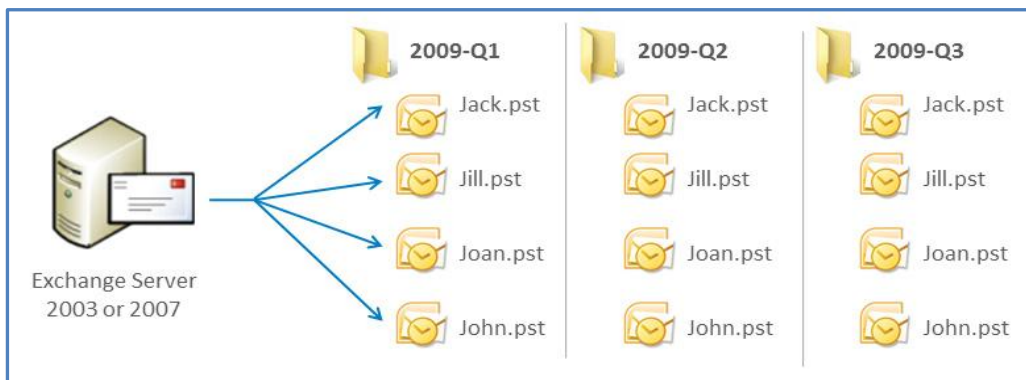 2009-Q1
2009-Q2
2009-Q3
Jack.pst
Jack.pst
Jack.pst
Jill.pst
Jill.pst
Jill.pst
Joan.pst
Joan.pst
Joan.pst
John.pst
John.pst
John.pst
Exchange Server
2003 or 2007